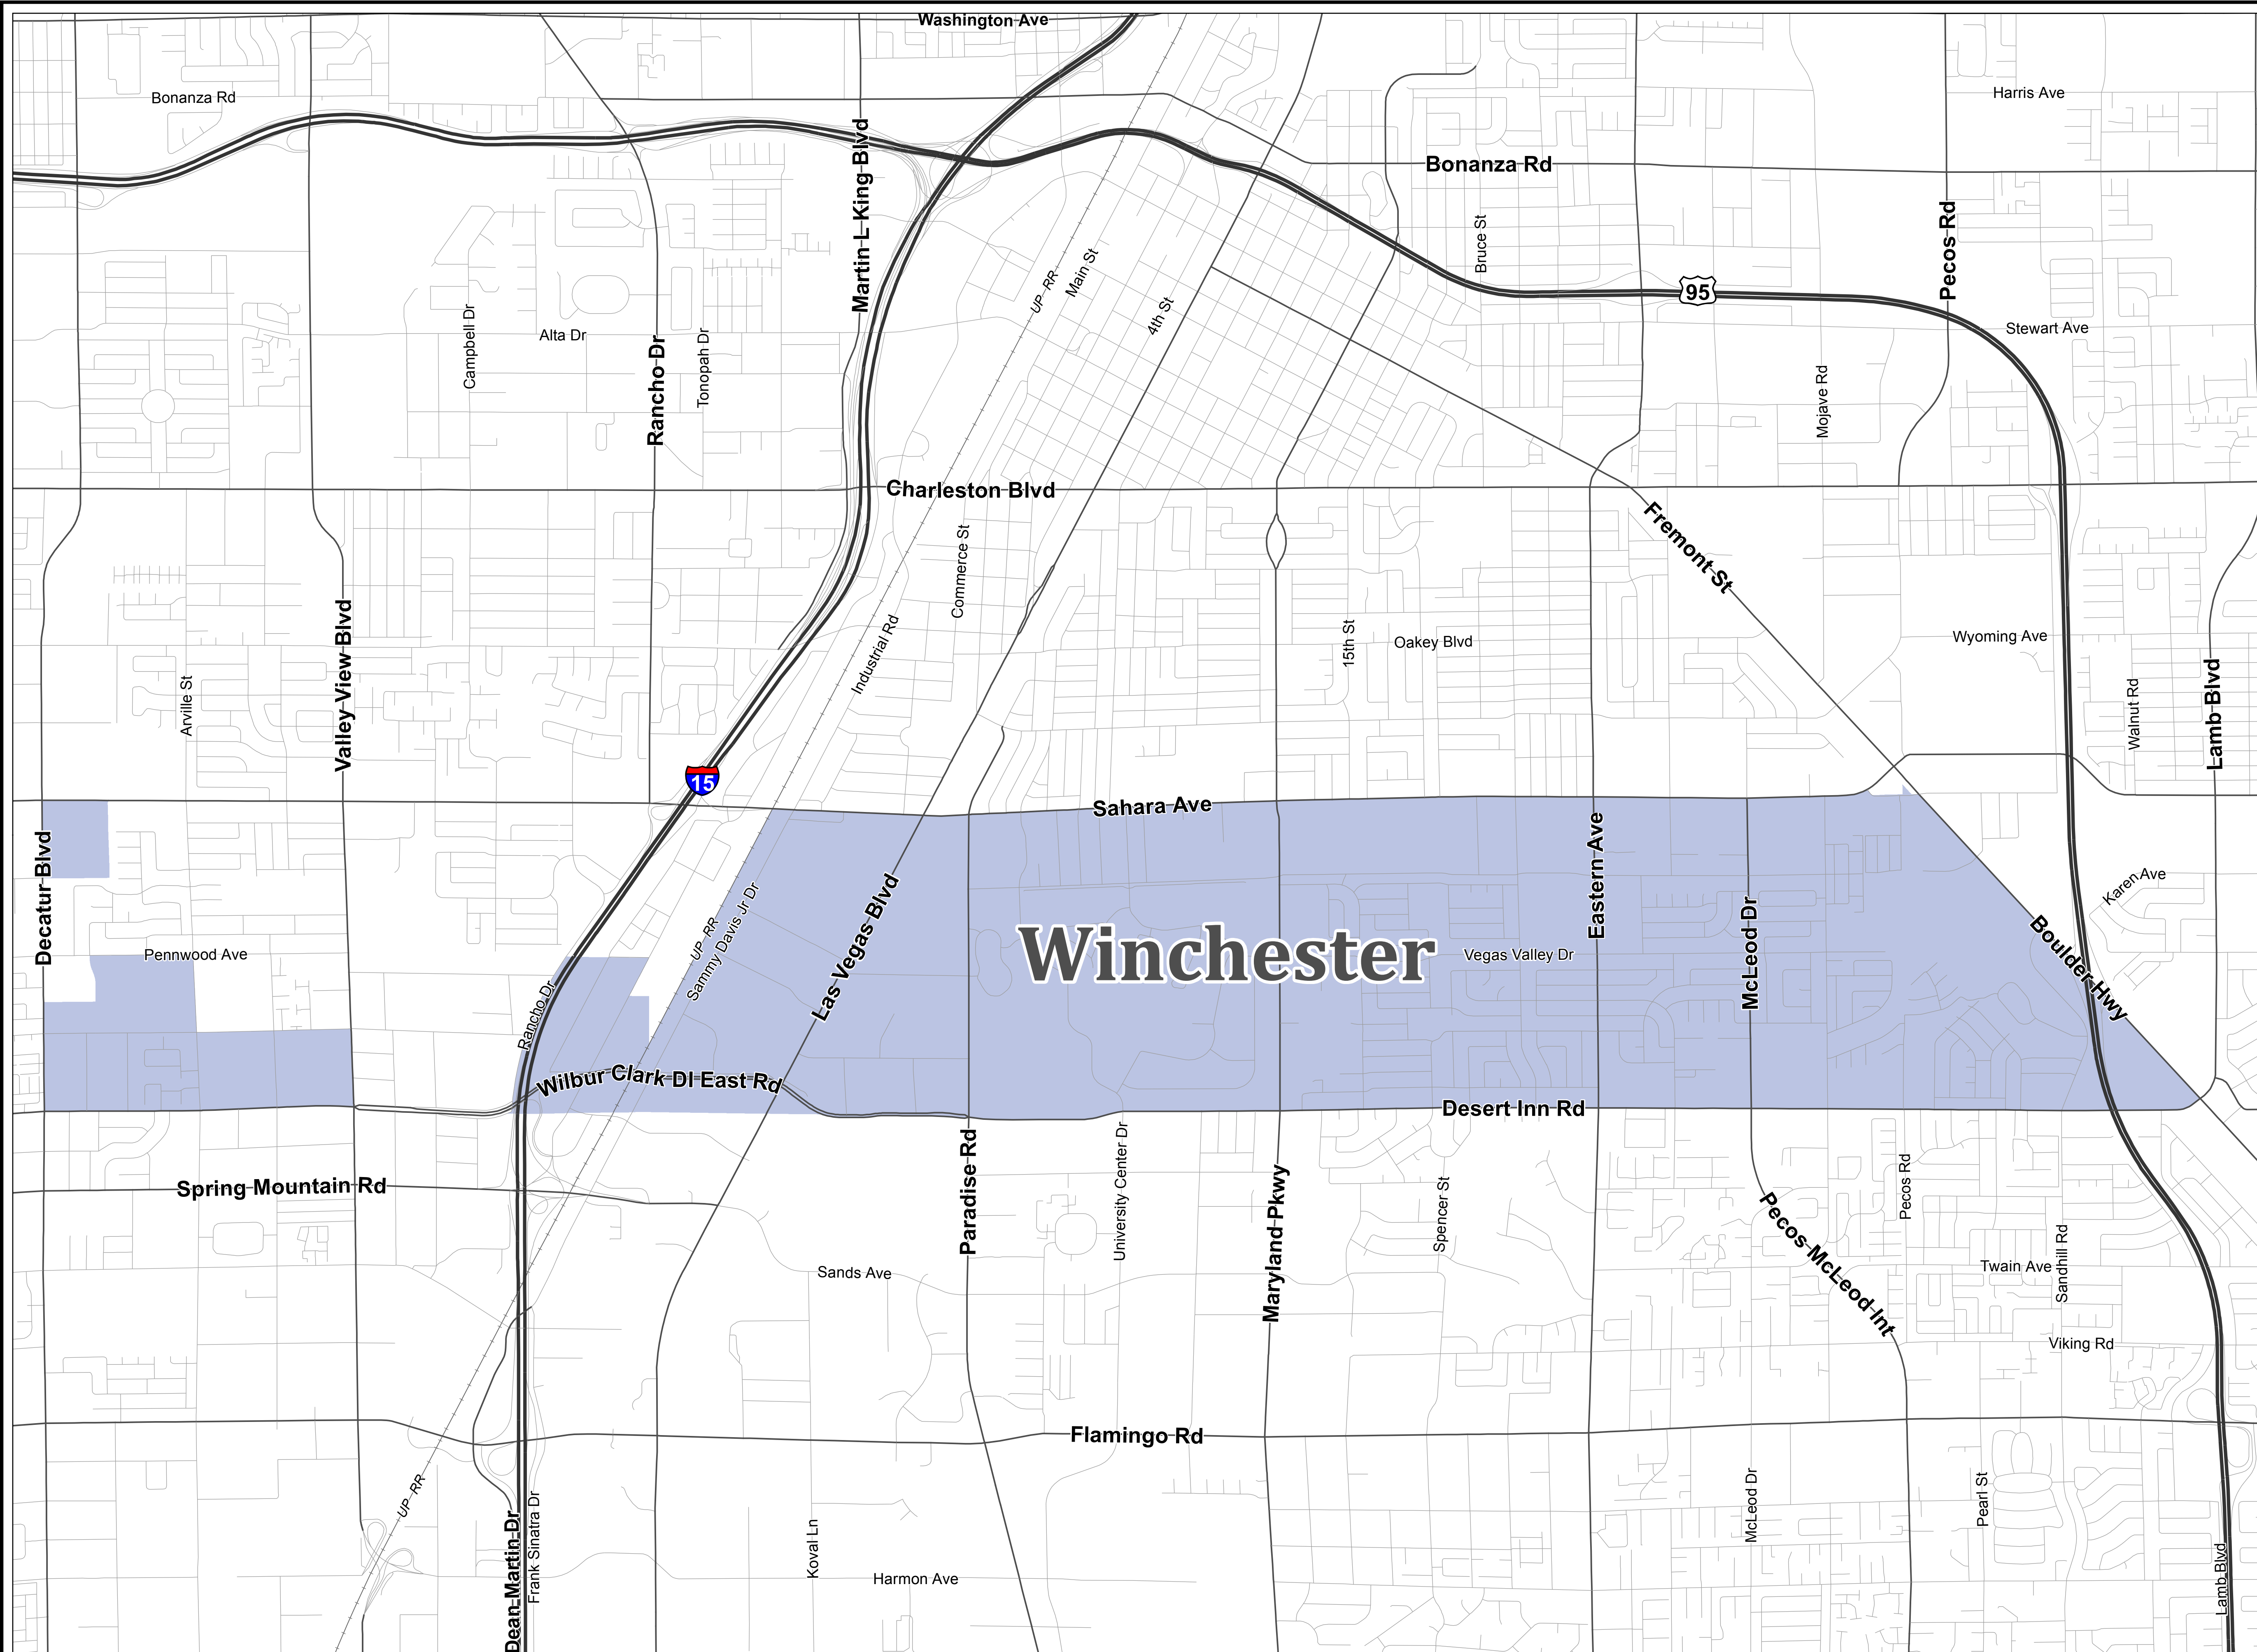 Washington Ave
Bonanza Rd
Harris Ave
Bonanza Rd
Martin L King Blvd
Bruce St
Pecos Rd
95
UP RR
Main St
4th St
Campbell Dr
Alta Dr
Rancho Dr
Tonopah Dr
Stewart Ave
Mojave Rd
Charleston Blvd
Fremont St
Commerce St
Valley View Blvd
Industrial Rd
15th St
Oakey Blvd
Wyoming Ave
Arville St
Walnut Rd
Lamb Blvd
15
Sahara Ave
Decatur Blvd
Eastern Ave
Karen Ave
Pennwood Ave
UP RR
Sammy Davis Jr Dr
Las Vegas Blvd
Winchester
Vegas Valley Dr
McLeod Dr
Boulder Hwy
Rancho Dr
Wilbur Clark DI East Rd
Desert Inn Rd
Spring Mountain Rd
Paradise Rd
University Center Dr
Maryland Pkwy
Spencer St
Pecos Rd
Pecos McLeod Int
Sands Ave
Twain Ave
Sandhill Rd
Viking Rd
Flamingo Rd
UP RR
Dean Martin Dr
Frank Sinatra Dr
Koval Ln
Harmon Ave
McLeod Dr
Pearl St
Lamb Blvd